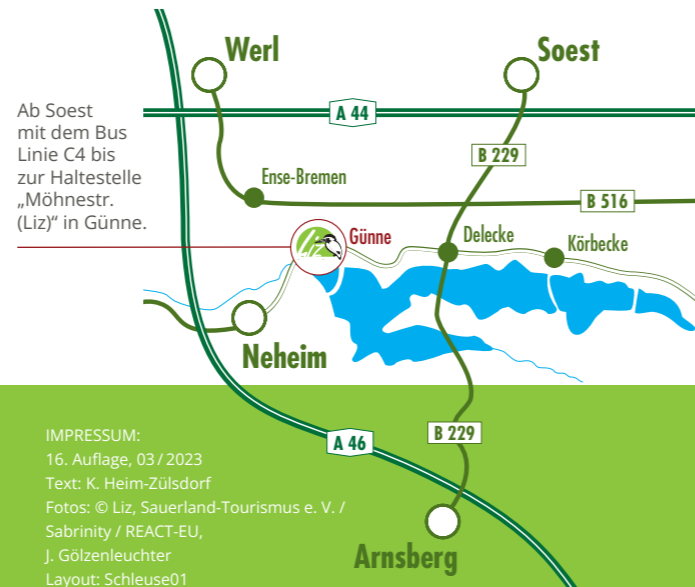 Werl
Soest
Ab Soest
mit dem Bus
Linie C4 bis
zur Haltestelle
„Möhnestr.
(Liz)“ in Günne.
A 44
B 229
Ense-Bremen
B 516
Liz
Günne
Delecke
Körbecke
Neheim
A 46
B 229
Arnsberg
IMPRESSUM:
16. Auflage, 03 / 2023
Text: K. Heim-Zülsdorf
Fotos: © Liz, Sauerland-Tourismus e. V. /
Sabrinity / REACT-EU,
J. Gölzenleuchter
Layout: Schleuse01